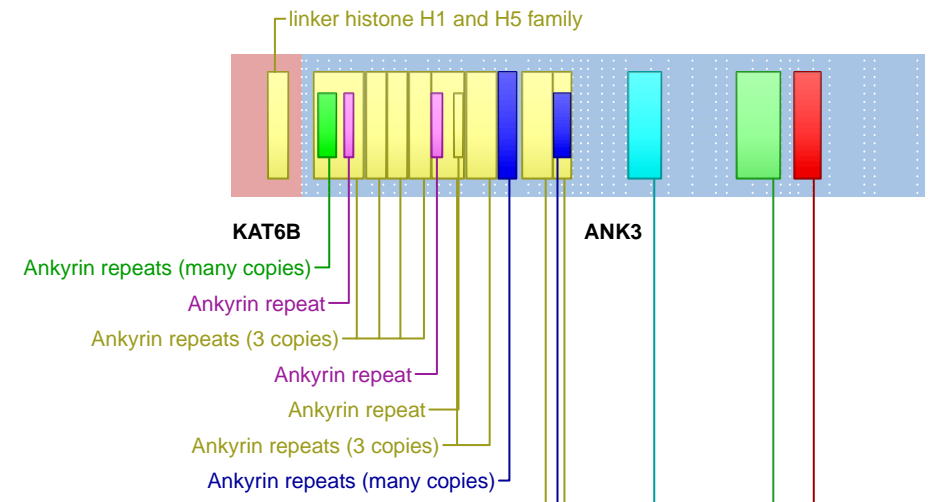 linker histone H1 and H5 family
KAT6B
ANK3
Ankyrin repeats (many copies)
Ankyrin repeat
Ankyrin repeats (3 copies)
Ankyrin repeat
Ankyrin repeat
Ankyrin repeats (3 copies)
Ankyrin repeats (many copies)